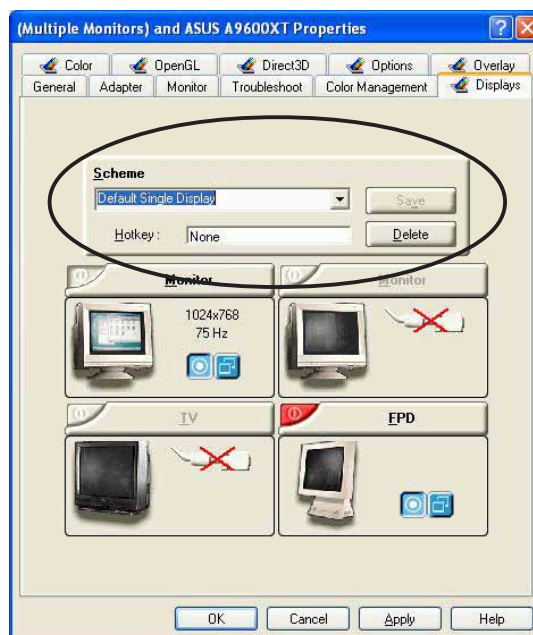 (Multiple Monitors) and ASUS A9600XT Properties
Color
OpenGL
Direct3D
Options
Overlay
General
Adapter
Monitor
Troubleshoot
Color Management
Displays
Scheme
Default Single Display
Save
Hotkey:
None
Delete
Monitor
Monitor
1024x768
75 Hz
TV
FPD
OK
Cancel
Apply
Help